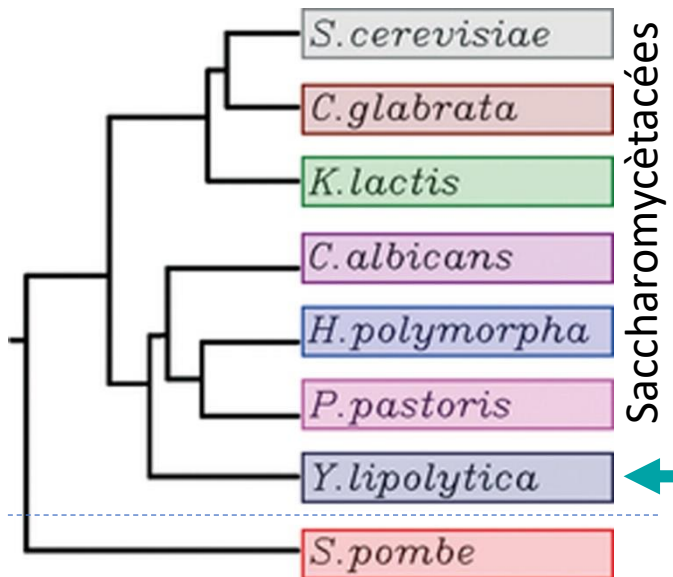 S.cerevisiae
C.glabrata
K.lactis
C.albicans
H.polymorpha
P.pastoris
Y.lipolytica
S.pombe
Saccharomycètacées